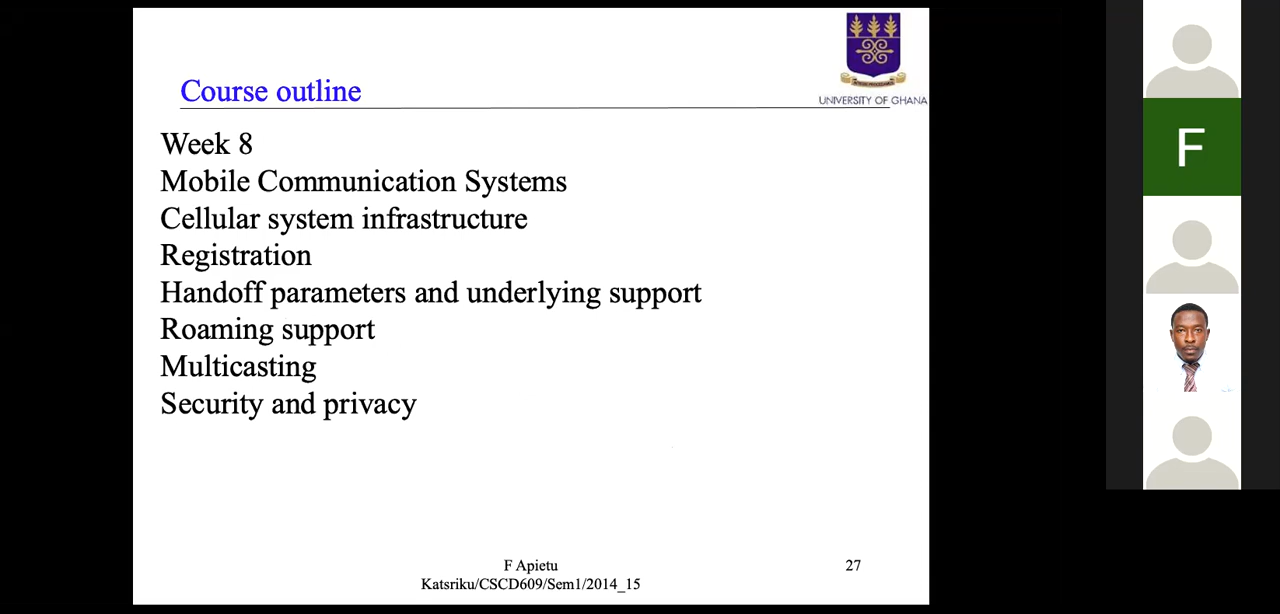 UNIVERSITY OF GHANA
Course outline
Week 8
Mobile Communication Systems
Cellular system infrastructure
Registration
Handoff parameters and underlying support
Roaming support
Multicasting
Security and privacy
F Apietu
Katsriku/CSCD609/Sem1/2014_15
27
F